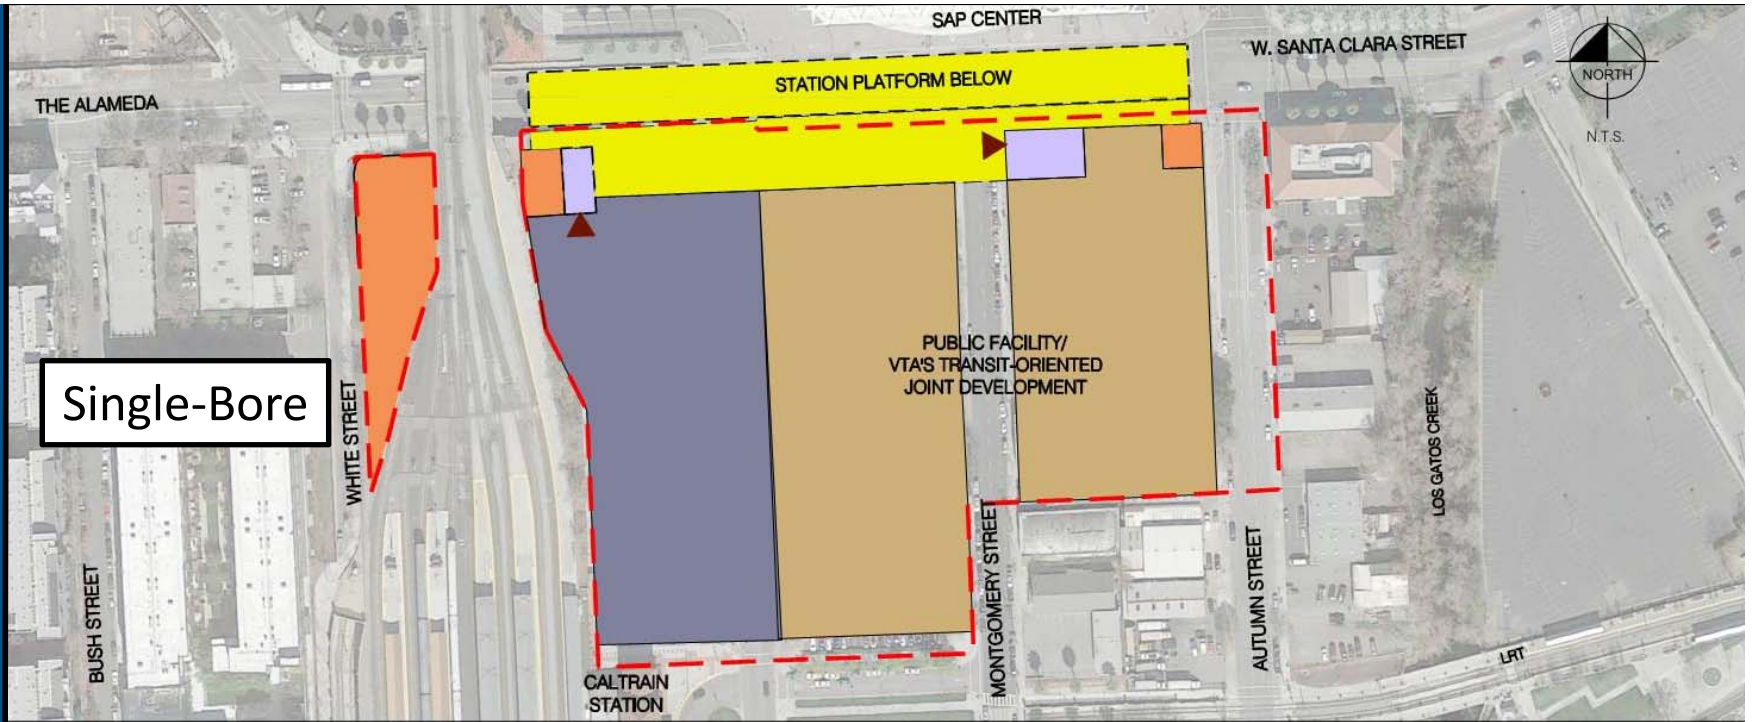 SAP CENTER
W. SANTA CLARA STREET
STATION PLATFORM BELOW
NORTH
THE ALAMEDA
N.T.S.
PUBLIC FACILITY/
VTA'S TRANSIT-ORIENTED
JOINT DEVELOPMENT
Single-Bore
WHITE STREET
LOS GATOS CREEK
MONTGOMERY STREET
AUTUMN STREET
BUSH STREET
LRT
CALTRAIN
STATION